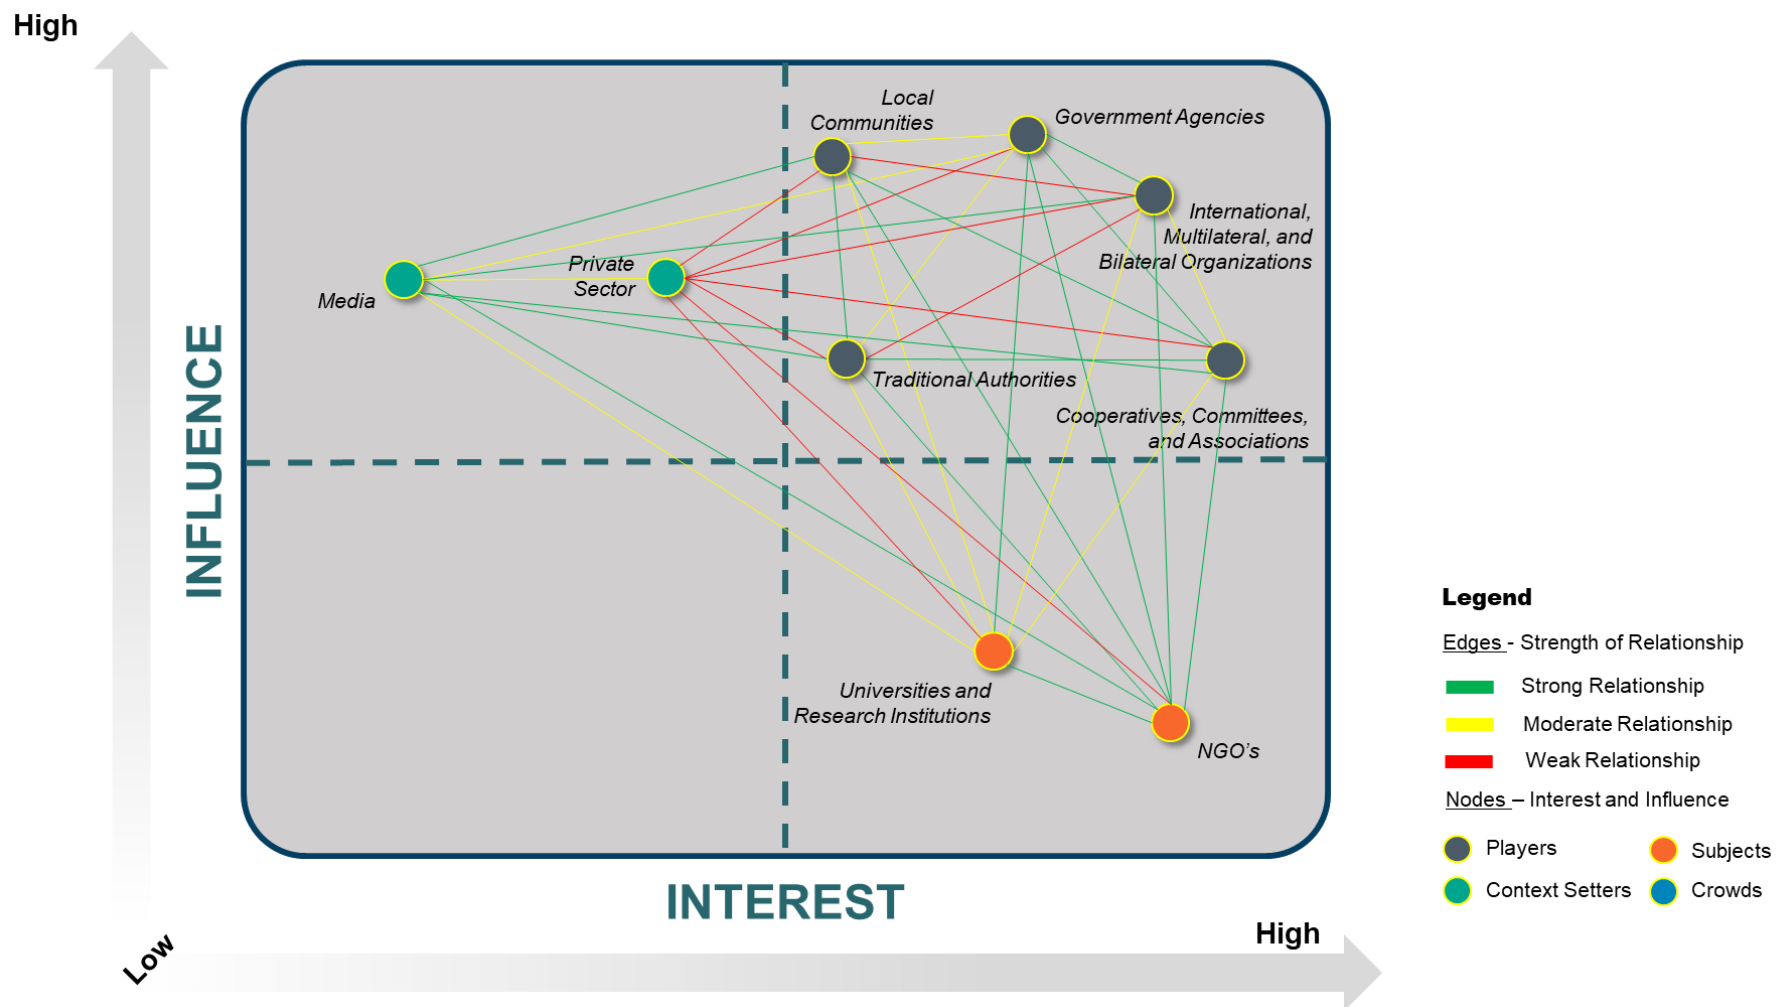 High
Local
Communities
Government Agencies
International,
Multilateral, and
Bilateral Organizations
Private
Sector
Media
Traditional Authorities
Cooperatives, Committees,
and Associations
INFLUENCE
Universities and
Research Institutions
NGO's
INTEREST
High
Low
Legend
Edges - Strength of Relationship
Strong Relationship
Moderate Relationship
Weak Relationship
Nodes – Interest and Influence
Players
Subjects
Context Setters
Crowds